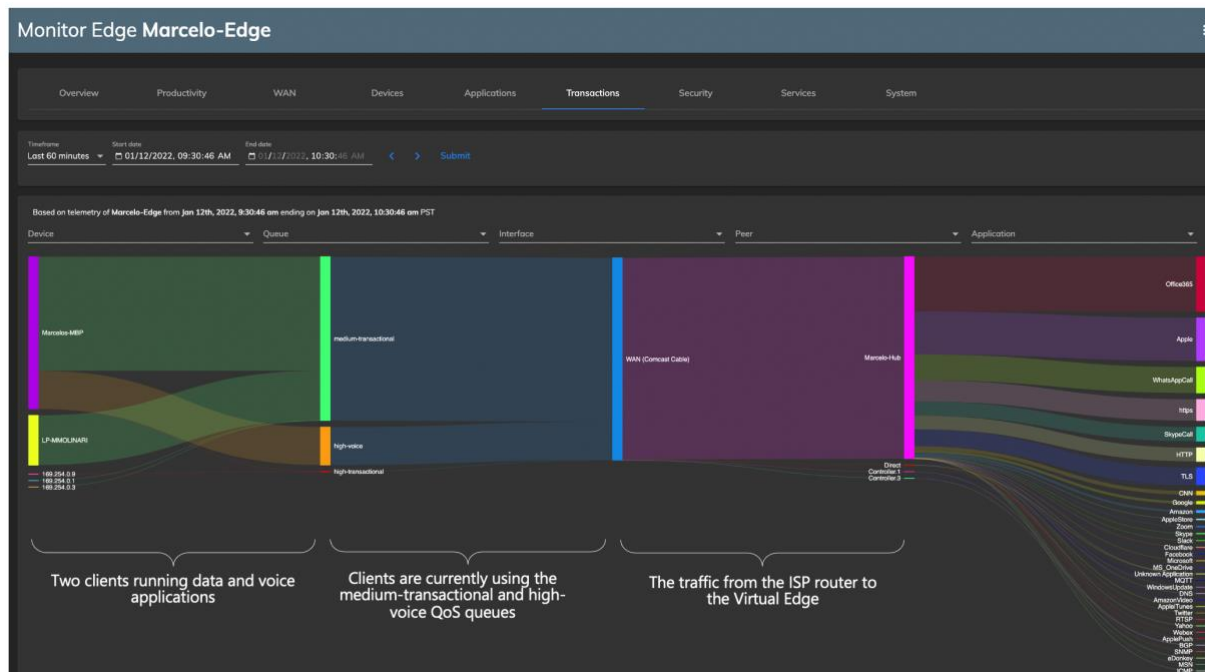 Monitor Edge Marcelo-Edge
Overview Productivity WAN Devices Applications Transactions Security Services System
Timeframe Start date End date
Last 60 minutes 01/12/2022, 09:30:46 AM 01/12/2022, 10:30:46 AM Submit
Based on telemetry of Marcelo-Edge from Jan 12th, 2022, 9:30:46 am ending on Jan 12th, 2022, 10:30:46 am PST
Device Queue Interface Peer Application
Office365
Marcelos-MBP
medium-transactional
Apple
WAN (Comcast Cable)
Marcelo-Hub
WhatsAppCall
https
SkypeCall
LP-MMOLINARI
high-voice
HTTP
Direct
Controller.1
Controller.3
high-transactional
169.254.0.9
169.254.0.1
169.254.0.3
TLS
CNN
Google
Amazon
AppleStore
Zoom
Skype
Slack
Cloudflare
Facebook
Microsoft
MS_OneDrive
Unknown Application
MQTT
WindowsUpdate
DNS
AmazonVideo
AppleiTunes
Twitter
RTSP
Yahoo
Webex
ApplePush
BGP
SNMP
eDonkey
MSN
ICMP
Two clients running data and voice
applications
Clients are currently using the
medium-transactional and high-
voice QoS queues
The traffic from the ISP router to
the Virtual Edge